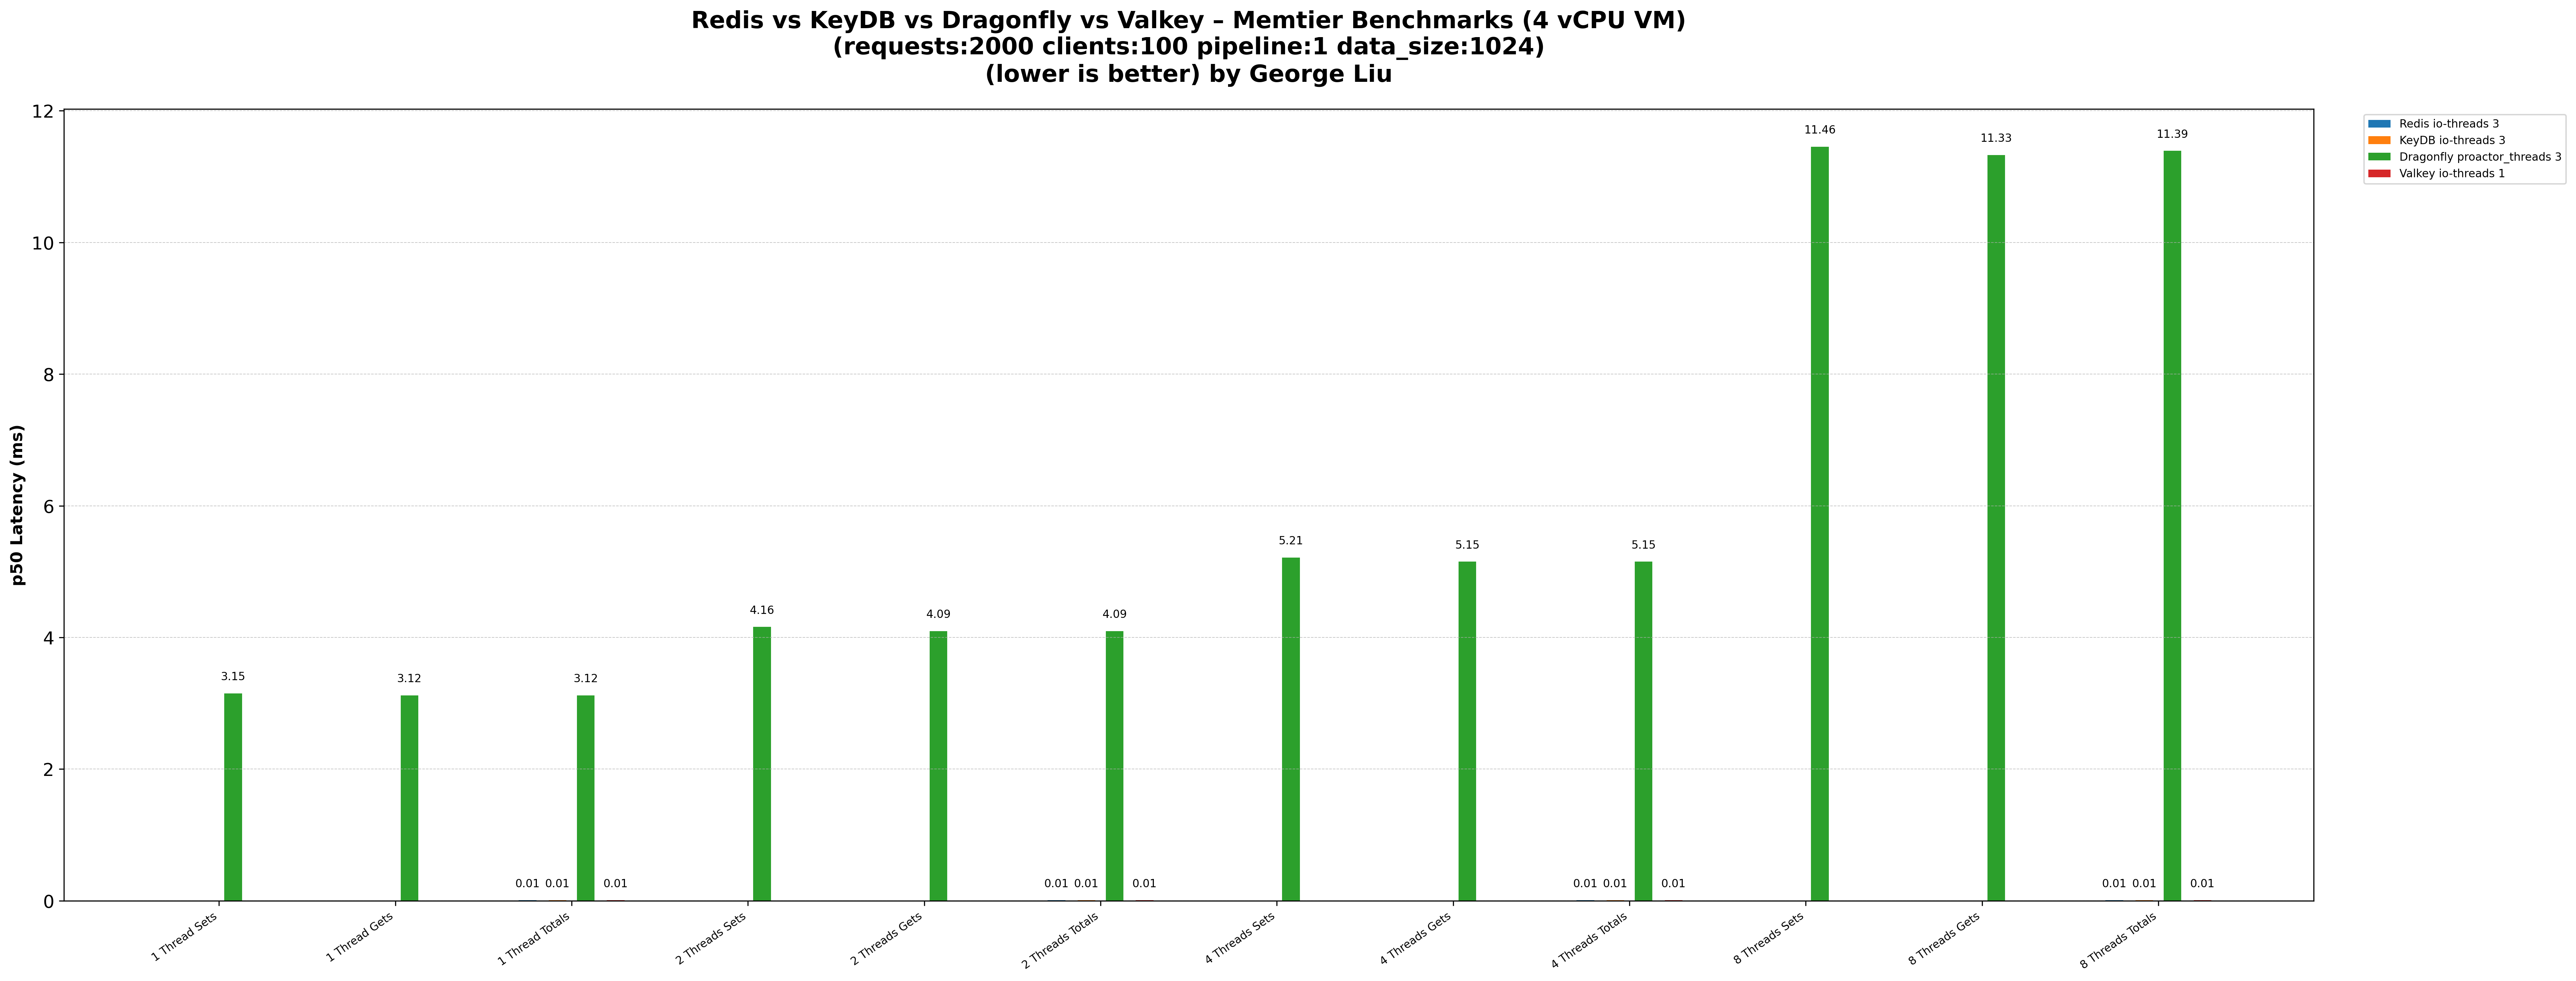 Redis vs KeyDB vs Dragonfly vs Valkey – Memtier Benchmarks (4 vCPU VM)
(requests:2000 clients:100 pipeline:1 data_size:1024)
(lower is better) by George Liu
Redis io-threads 3
KeyDB io-threads 3
Dragonfly proactor_threads 3
Valkey io-threads 1
p50 Latency (ms)
12
10
8
6
4
2
0
3.15
3.12
0.01 0.01 3.12 0.01
4.16
4.09
0.01 0.01 4.09 0.01
5.21
5.15
0.01 0.01 5.15 0.01
11.46
11.33
0.01 0.01 11.39 0.01
1 Thread Sets
1 Thread Gets
1 Thread Totals
2 Threads Sets
2 Threads Gets
2 Threads Totals
4 Threads Sets
4 Threads Gets
4 Threads Totals
8 Threads Sets
8 Threads Gets
8 Threads Totals